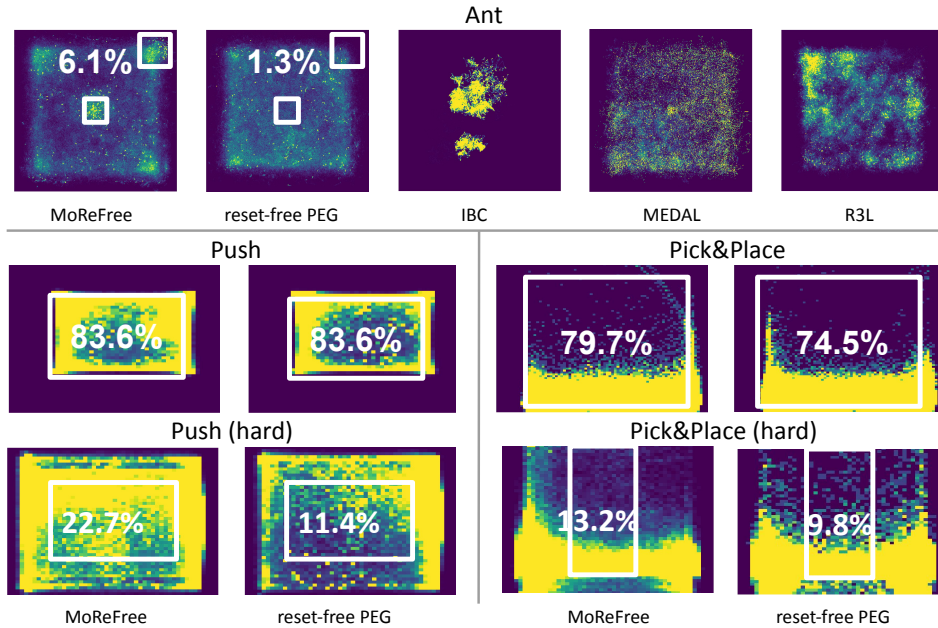 Ant
6.1%
1.3%
MoReFree
reset-free PEG
IBC
MEDAL
R3L
Push
Pick&Place
83.6%
83.6%
79.7%
74.5%
Push (hard)
Pick&Place (hard)
22.7%
11.4%
13.2%
9.8%
MoReFree
reset-free PEG
MoReFree
reset-free PEG